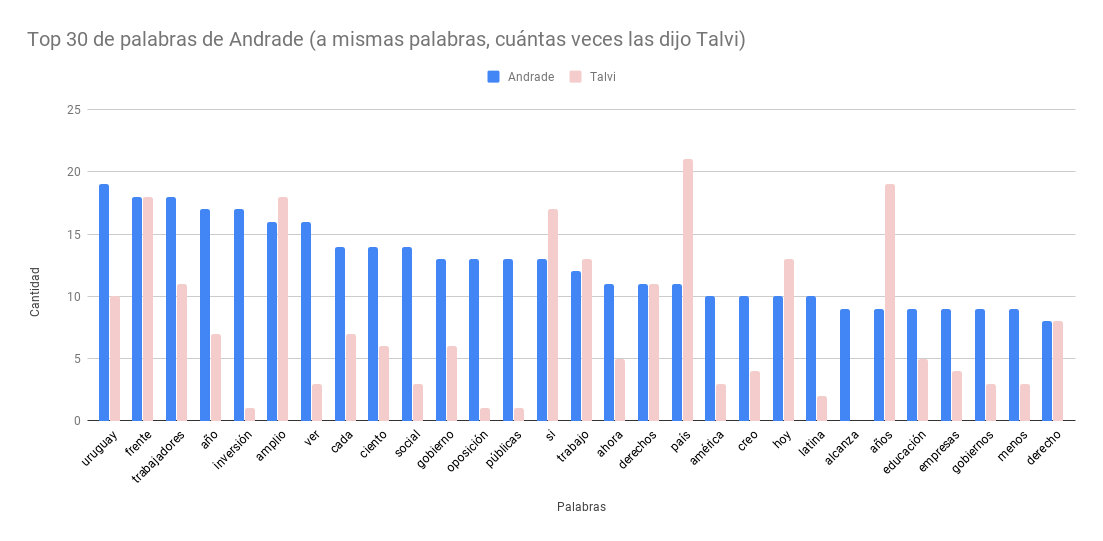 Top 30 de palabras de Andrade (a mismas palabras, cuántas veces las dijo Talvi)
Andrade Talvi
25
20
15
10
5
0
Cantidad
uruguay frente trabajadores año inversión amplio ver cada ciento social gobierno oposición públicas si trabajo ahora derechos país américa creo hoy latina alcanza años educación empresas gobiernos menos derecho
Palabras